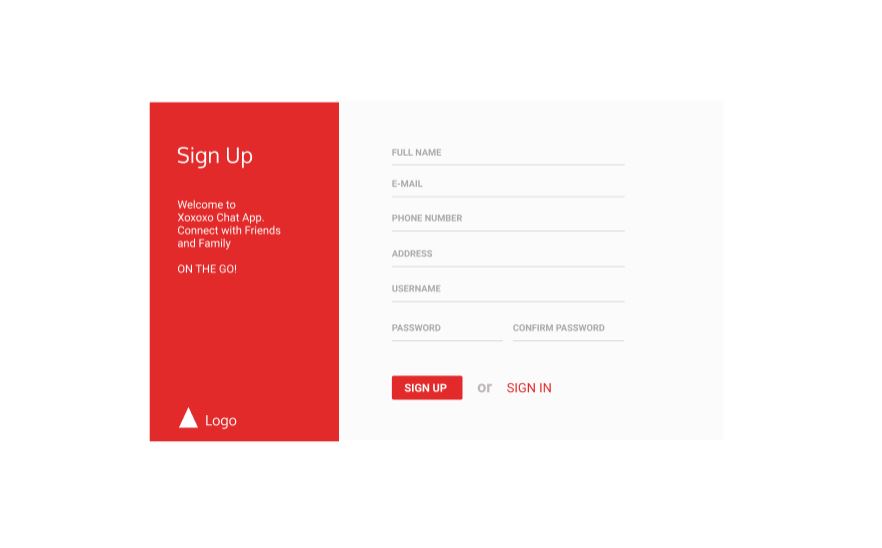 Sign Up
Welcome to
Xoxoxo Chat App.
Connect with Friends
and Family
ON THE GO!
Logo
FULL NAME
E-MAIL
PHONE NUMBER
ADDRESS
USERNAME
PASSWORD CONFIRM PASSWORD
SIGN UP or SIGN IN